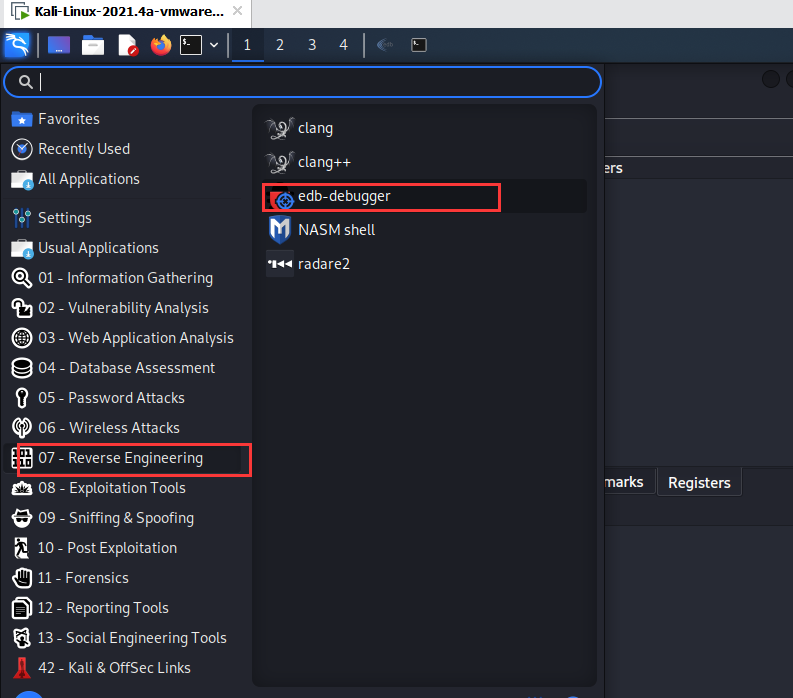 Kali-Linux-2021.4a-vmware...
1 2 3 4
Favorites
Recently Used
All Applications
Settings
Usual Applications
01 - Information Gathering
02 - Vulnerability Analysis
03 - Web Application Analysis
04 - Database Assessment
05 - Password Attacks
06 - Wireless Attacks
07 - Reverse Engineering
08 - Exploitation Tools
09 - Sniffing & Spoofing
10 - Post Exploitation
11 - Forensics
12 - Reporting Tools
13 - Social Engineering Tools
42 - Kali & OffSec Links
clang
clang++
edb-debugger
NASM shell
radare2
ers
marks
Registers